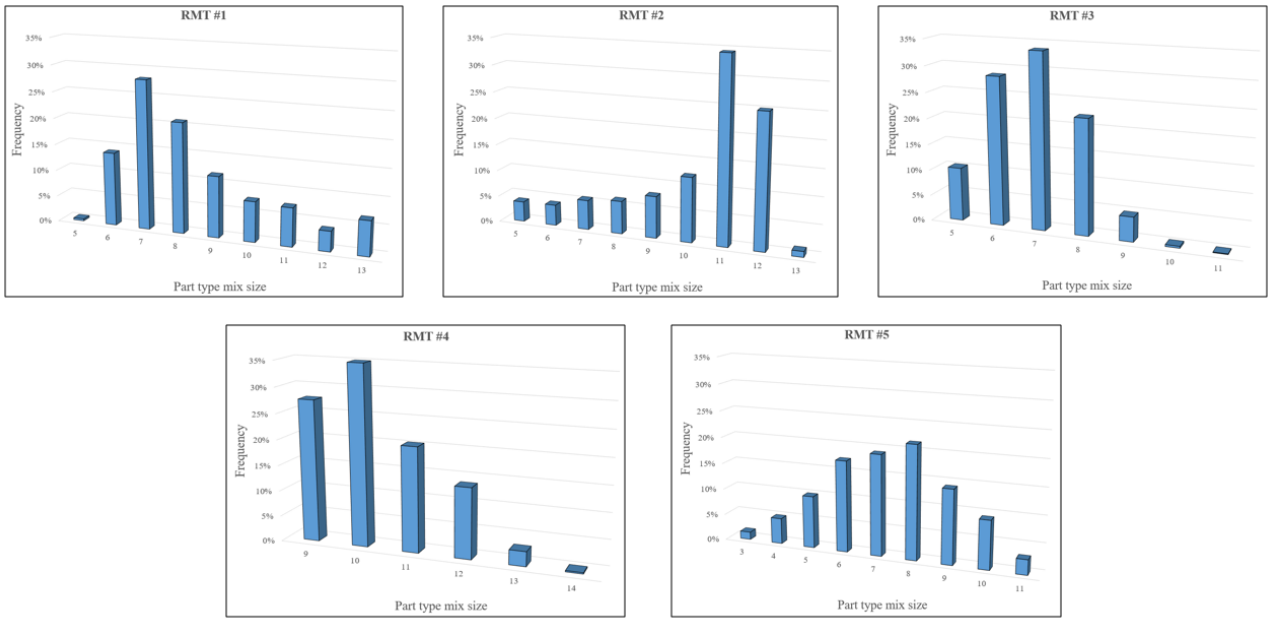 RMT #1
35%
30%
25%
20%
15%
10%
5%
0%
Frequency
5 6 7 8 9 10 11 12 13
Part type mix size
RMT #2
35%
30%
25%
20%
15%
10%
5%
0%
Frequency
5 6 7 8 9 10 11 12 13
Part type mix size
RMT #3
35%
30%
25%
20%
15%
10%
5%
0%
Frequency
5 6 7 8 9 10 11
Part type mix size
RMT #4
35%
30%
25%
20%
15%
10%
5%
0%
Frequency
9 10 11 12 13 14
Part type mix size
RMT #5
35%
30%
25%
20%
15%
10%
5%
0%
Frequency
3 4 5 6 7 8 9 10 11
Part type mix size